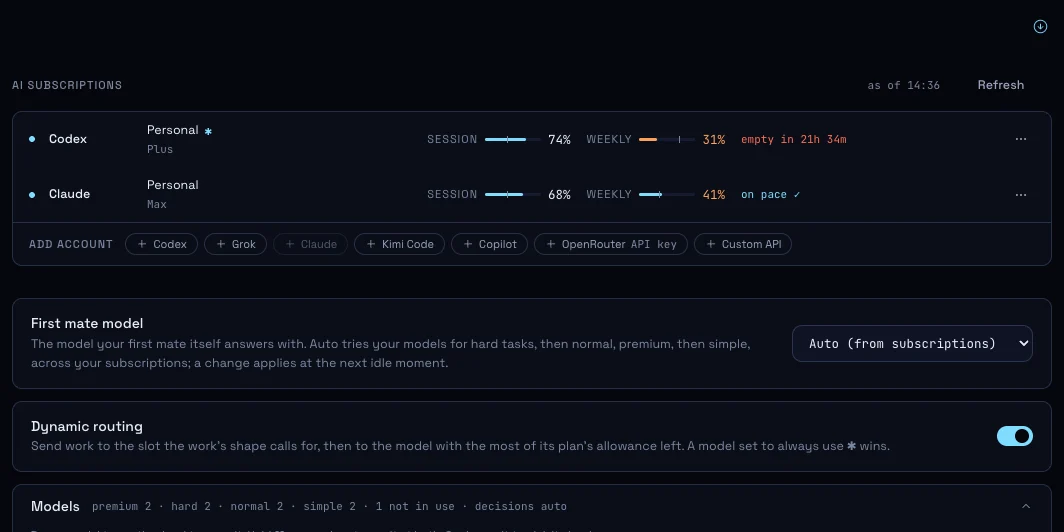 AI SUBSCRIPTIONS as of 14:36 Refresh
Codex Personal ✱ SESSION 74% WEEKLY 31% empty in 21h 34m ...
Plus
Claude Personal SESSION 68% WEEKLY 41% on pace ✓ ...
Max
ADD ACCOUNT + Codex + Grok + Claude + Kimi Code + Copilot + OpenRouter API key + Custom API
First mate model
The model your first mate itself answers with. Auto tries your models for hard tasks, then normal, premium, then simple,
across your subscriptions; a change applies at the next idle moment.
Auto (from subscriptions)
Dynamic routing
Send work to the slot the work's shape calls for, then to the model with the most of its plan's allowance left. A model set to always use ✱ wins.
Models premium 2 · hard 2 · normal 2 · simple 2 · 1 not in use · decisions auto